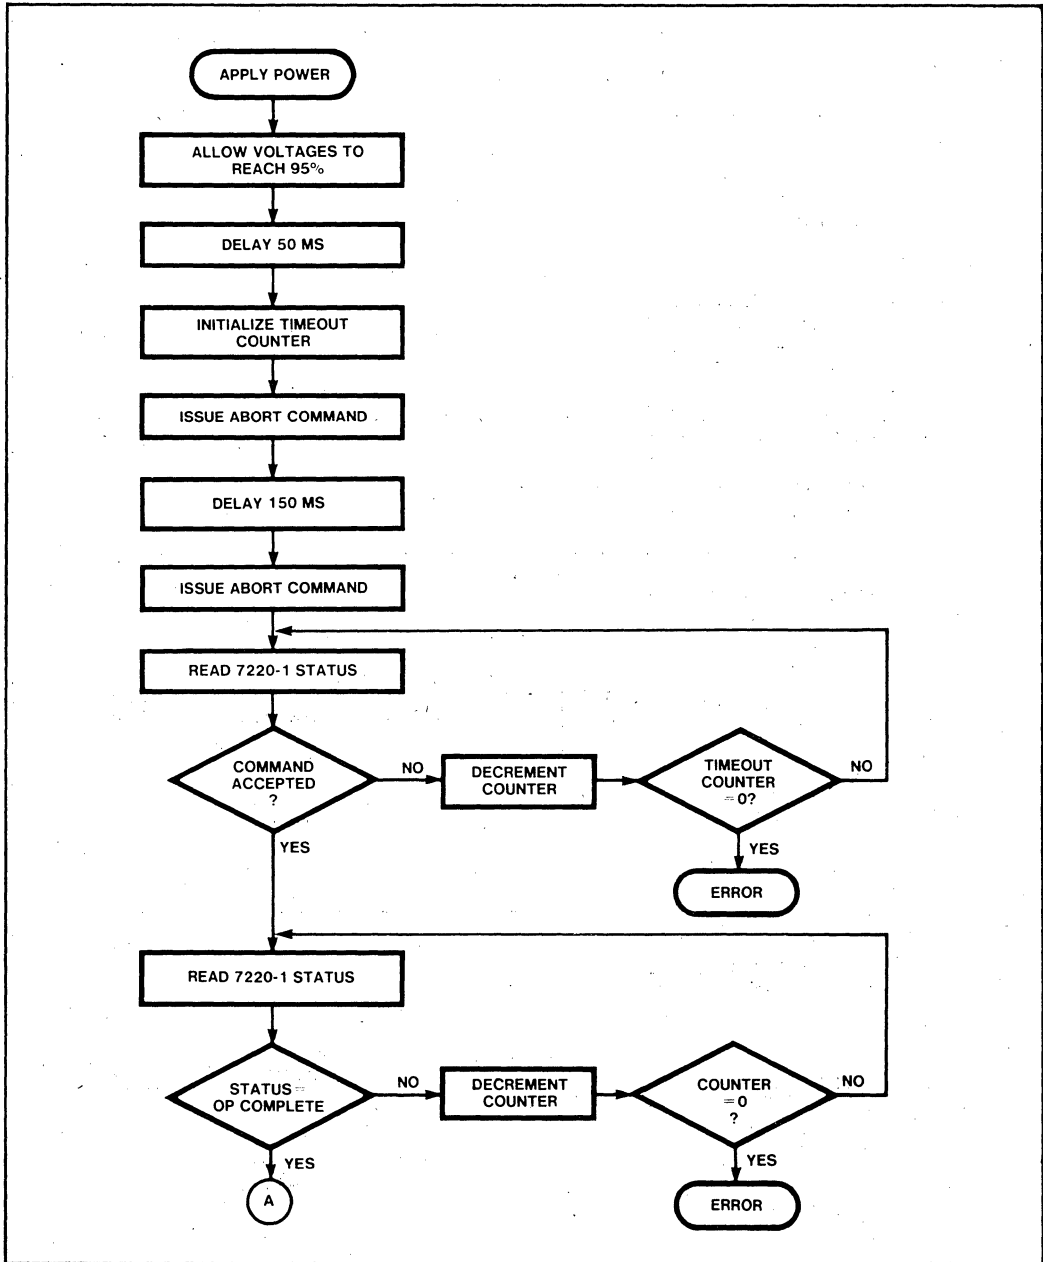 APPLY POWER
ALLOW VOLTAGES TO
REACH 95%
DELAY 50 MS
INITIALIZE TIMEOUT
COUNTER
ISSUE ABORT COMMAND
DELAY 150 MS
ISSUE ABORT COMMAND
READ 7220-1 STATUS
COMMAND
ACCEPTED
?
NO
DECREMENT
COUNTER
TIMEOUT
COUNTER
=0?
NO
YES
YES
ERROR
READ 7220-1 STATUS
STATUS=
OP COMPLETE
NO
DECREMENT
COUNTER
COUNTER
=0
?
NO
YES
YES
A
ERROR